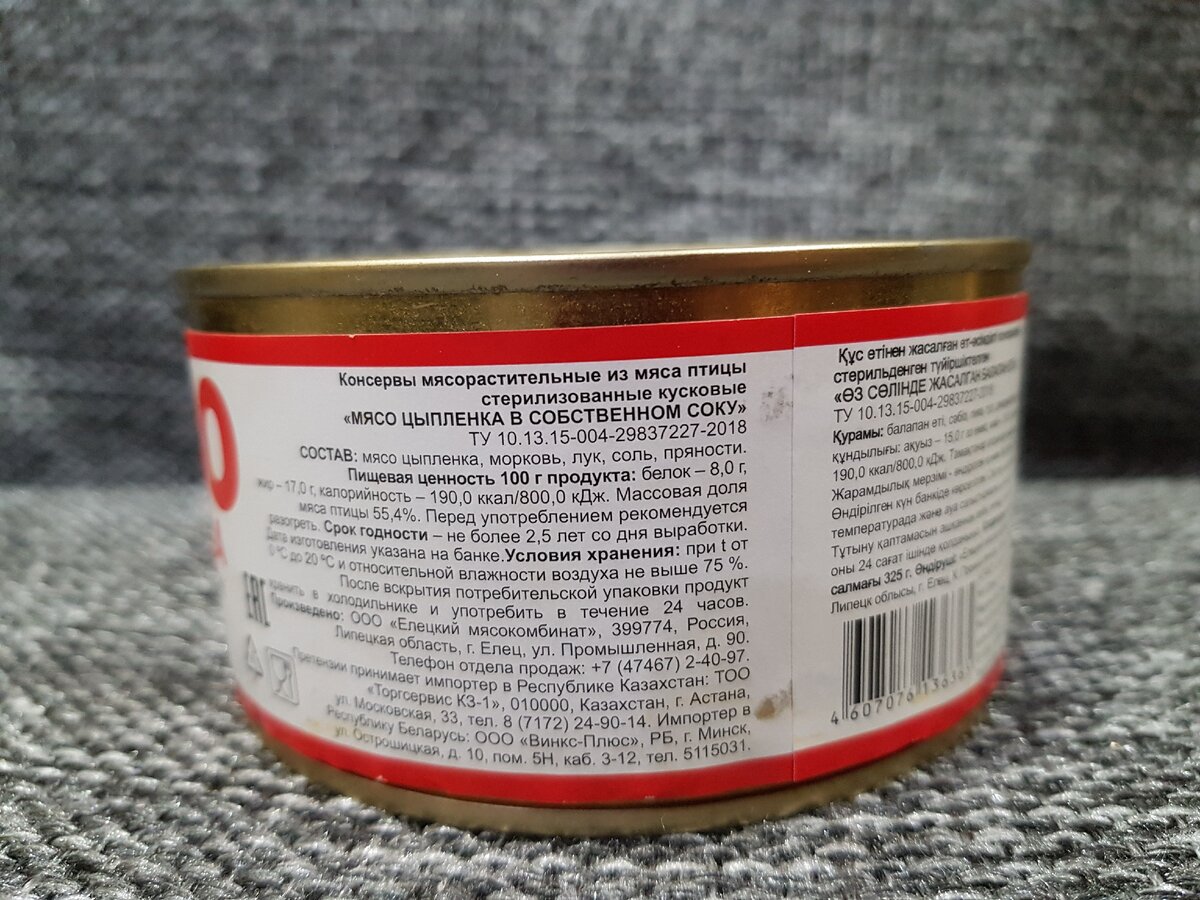 Консервы мясорастительные из мяса птицы
стерилизованные кусковые
«МЯСО ЦЫПЛЕНКА В СОБСТВЕННОМ СОКУ»
ТУ 10.13.15-004-29837227-2018
СОСТАВ: мясо цыпленка, морковь, лук, соль, пряности.
Пищевая ценность 100 г продукта: белок – 8,0 г,
жир – 17,0 г, калорийность – 190,0 ккал/800,0 кДж. Массовая доля
мяса птицы 55,4%. Перед употреблением рекомендуется
разогреть. Срок годности – не более 2,5 лет со дня выработки.
Дата изготовления указана на банке.Условия хранения: при t от
0 ºС до 20 ºС и относительной влажности воздуха не выше 75 %.
После вскрытия потребительской упаковки продукт
хранить в холодильнике и употребить в течение 24 часов.
Произведено: ООО «Елецкий мясокомбинат», 399774, Россия,
Липецкая область, г. Елец, ул. Промышленная, д. 90.
Телефон отдела продаж: +7 (47467) 2-40-97.
Претензии принимает импортер в Республике Казахстан: ТОО
«Торгсервис КЗ-1», 010000, Казахстан, г. Астана,
ул. Московская, 33, тел. 8 (7172) 24-90-14. Импортер в
Республику Беларусь: ООО «Винкс-Плюс», РБ, г. Минск,
ул. Острошицкая, д. 10, пом. 5Н, каб. 3-12, тел. 5115031.
EAC
Құс етінен жасалған ет-өсімдікті
стерильденген түйіршіктелген
«ӨЗ СӨЛІНДЕ ЖАСАЛҒАН
ТУ 10.13.15-004-29837227-2018
Құрамы: балапан еті, сәбіз,
құндылығы: ақуыз – 15,0 г
190,0 ккал/800,0 кДж.
Жарамдылық мерзімі -
Өндірілген күн банкіде
температурада және ауа
Тұтыну қаптамасын
оны 24 сағат ішінде
салмағы 325 г. Өндіруші:
Липецк облысы, г. Елец,
4 607076 136363